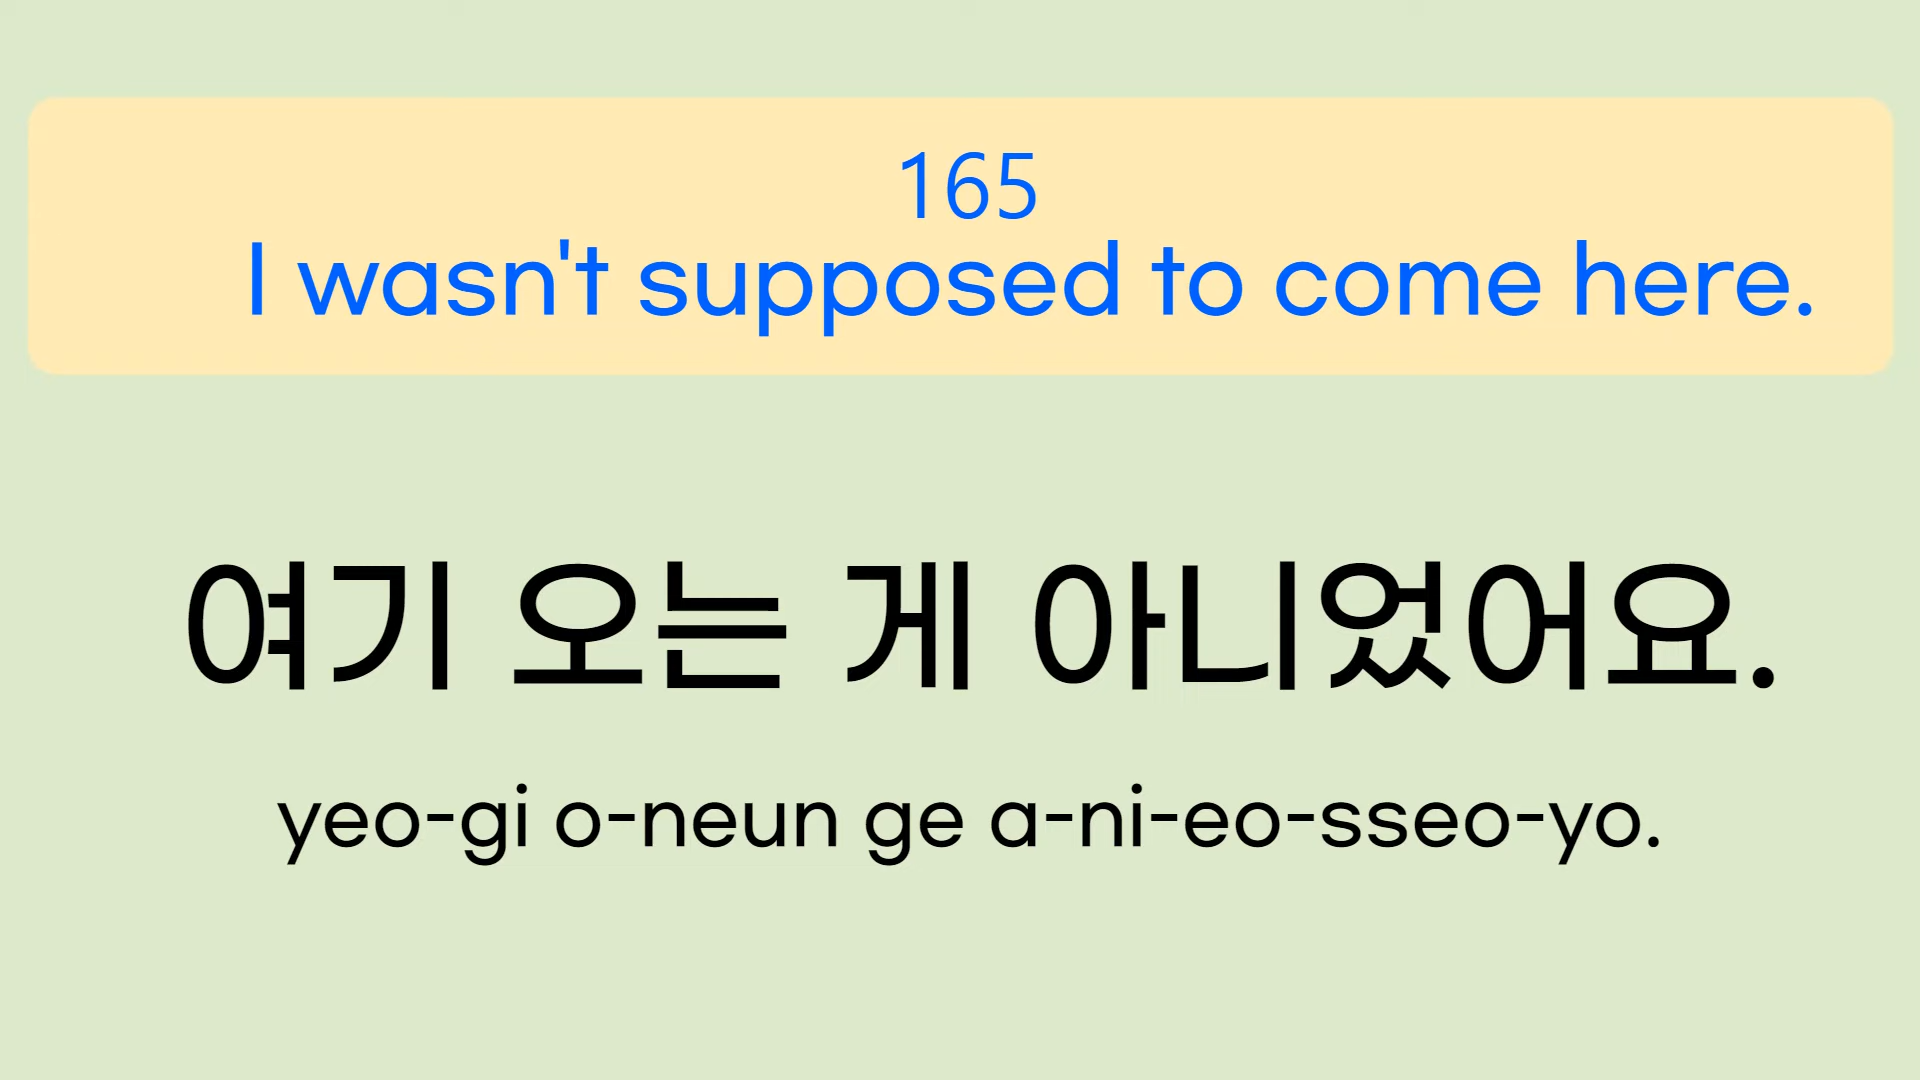 165
I wasn't supposed to come here.
여기 오는 게 아니었어요.
yeo-gi o-neun ge a-ni-eo-sseo-yo.